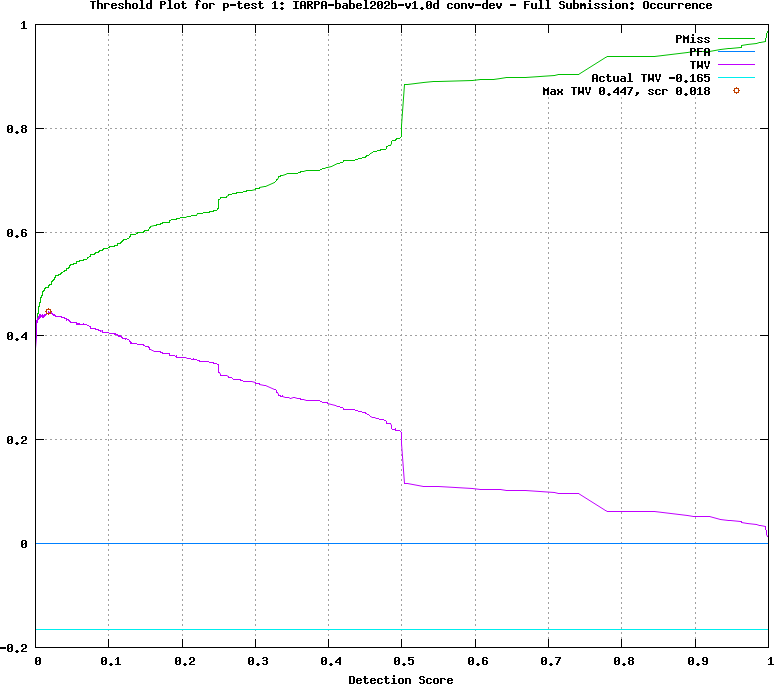 Threshold Plot for p-test 1: IARPA-babel202b-v1.0d conv-dev - Full Submission: Occurrence
PMiss
PFA
TWV
Actual TWV -0.165
Max TWV 0.447, scr 0.018
1
0.8
0.6
0.4
0.2
0
-0.2
0 0.1 0.2 0.3 0.4 0.5 0.6 0.7 0.8 0.9 1
Detection Score